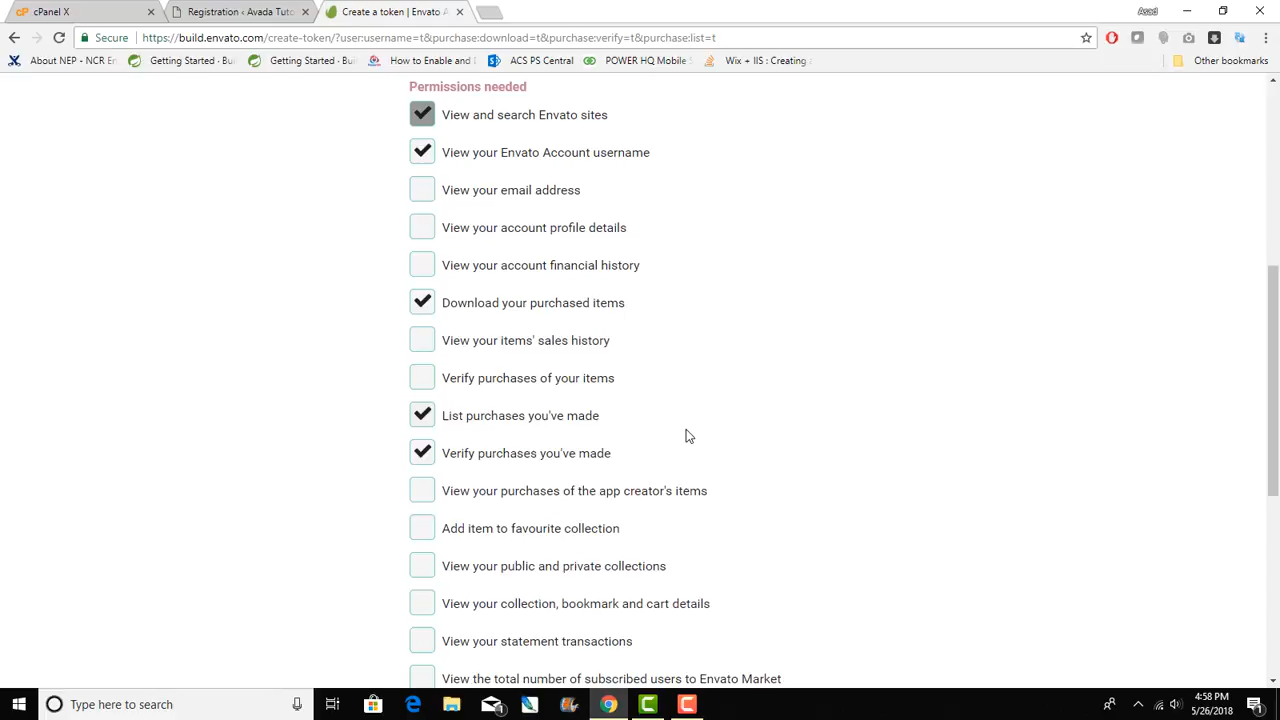 cPanel
Registration ‹ Avada Tuto
Create a token | Envato A
Asad
Secure
https://build.envato.com/create-token/?user:username=t&purchase:download=t&purchase:verify=t&purchase:list=t
About NEP - NCR En
Getting Started · Bui
Getting Started · Bui
How to Enable and
ACS PS Central
POWER HQ Mobile S
Wix + IIS : Creating a
Other bookmarks
Permissions needed
View and search Envato sites
View your Envato Account username
View your email address
View your account profile details
View your account financial history
Download your purchased items
View your items' sales history
Verify purchases of your items
List purchases you've made
Verify purchases you've made
View your purchases of the app creator's items
Add item to favourite collection
View your public and private collections
View your collection, bookmark and cart details
View your statement transactions
View the total number of subscribed users to Envato Market
Type here to search
4:58 PM
5/26/2018